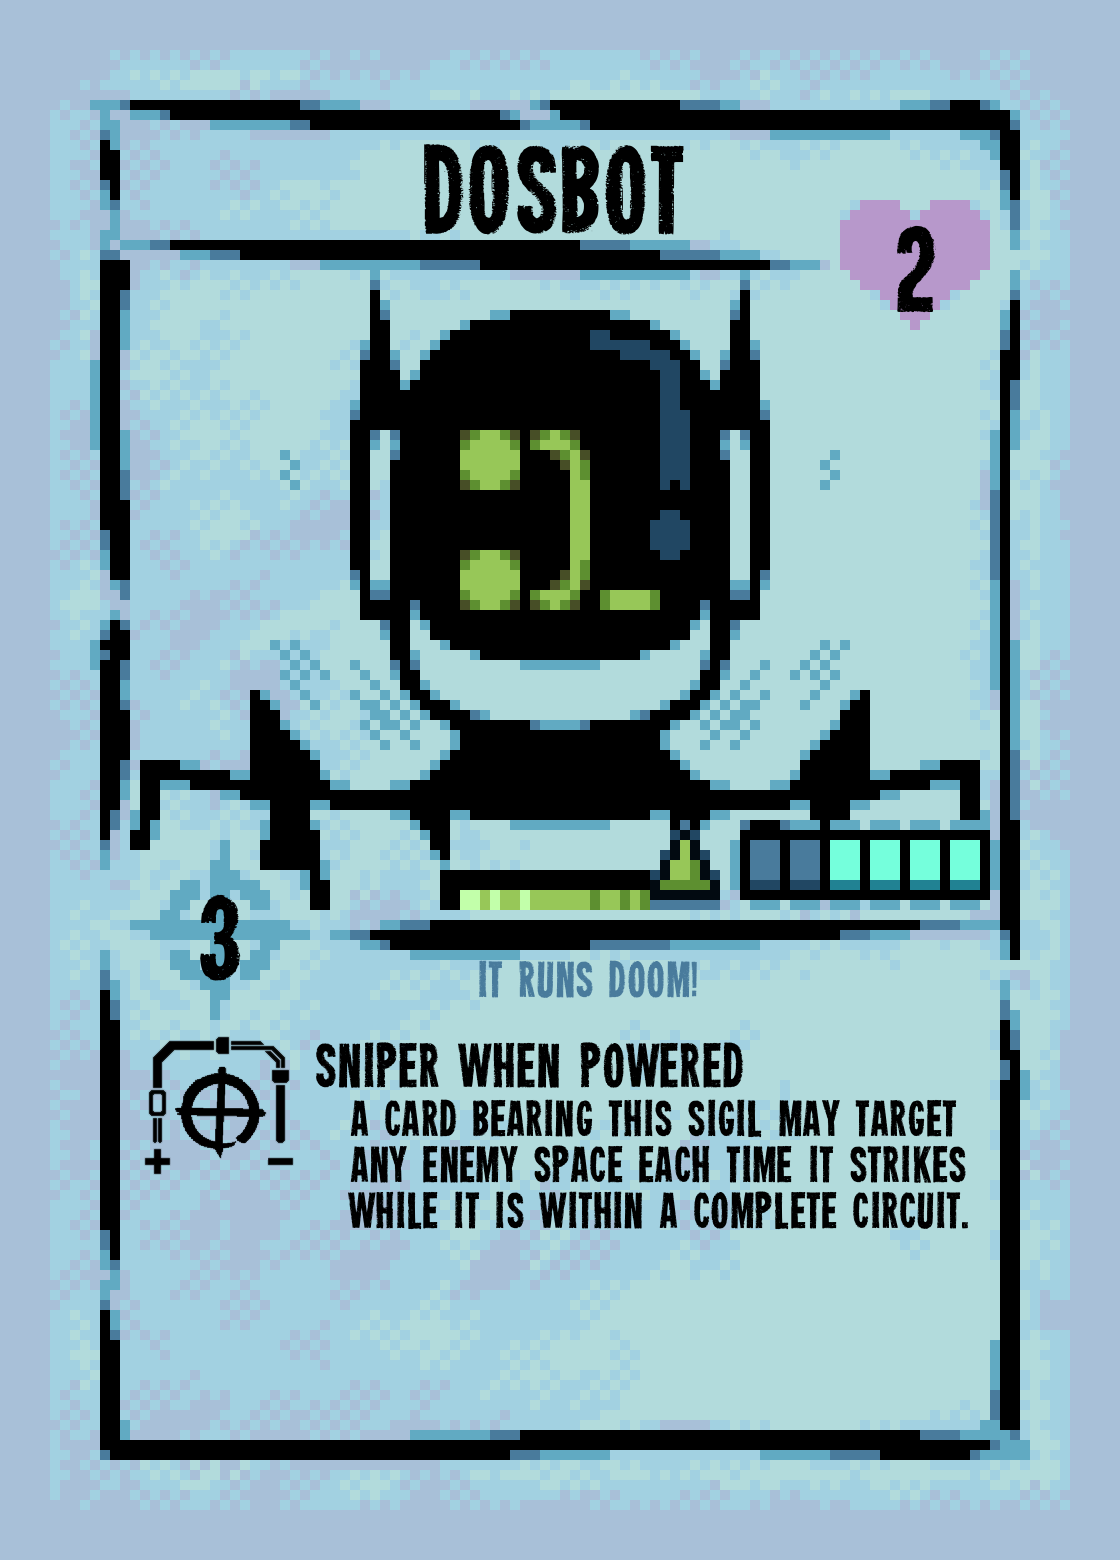 DOSBOT
2
:)_
3
IT RUNS DOOM!
SNIPER WHEN POWERED
A CARD BEARING THIS SIGIL MAY TARGET
ANY ENEMY SPACE EACH TIME IT STRIKES
WHILE IT IS WITHIN A COMPLETE CIRCUIT.
+ -